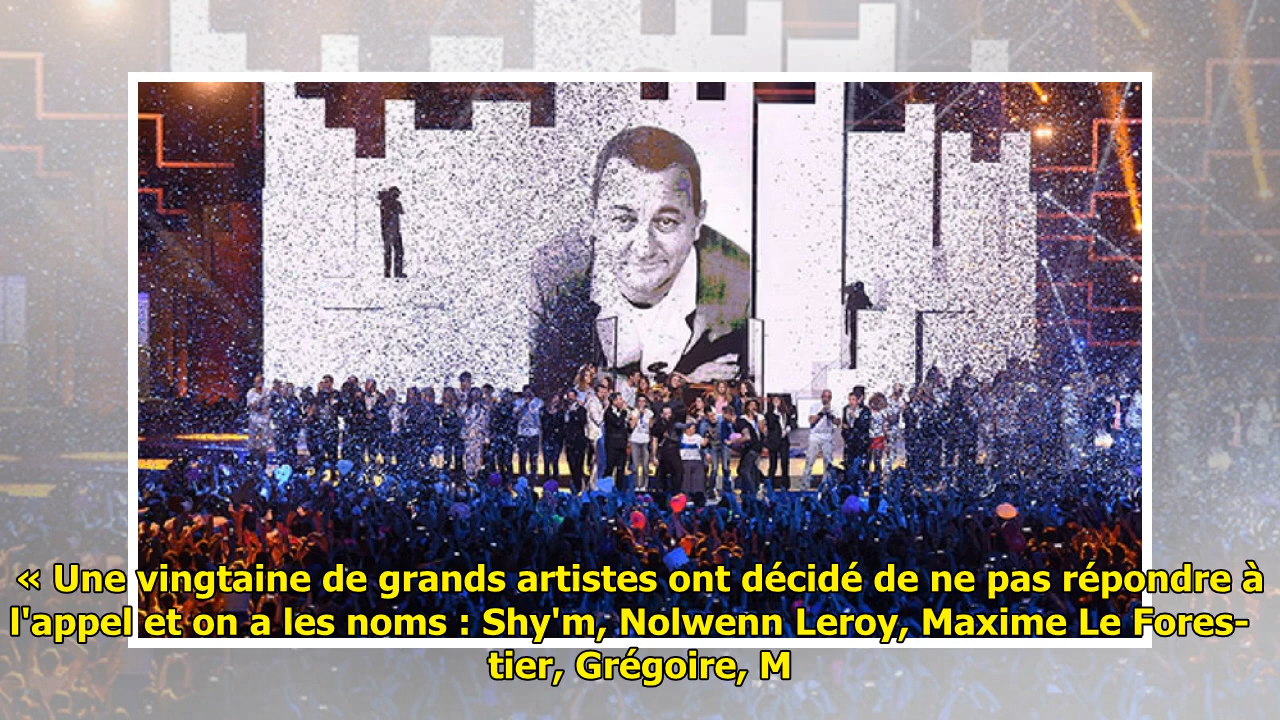 « Une vingtaine de grands artistes ont décidé de ne pas répondre à
l'appel et on a les noms : Shy'm, Nolwenn Leroy, Maxime Le Fores-
tier, Grégoire, M